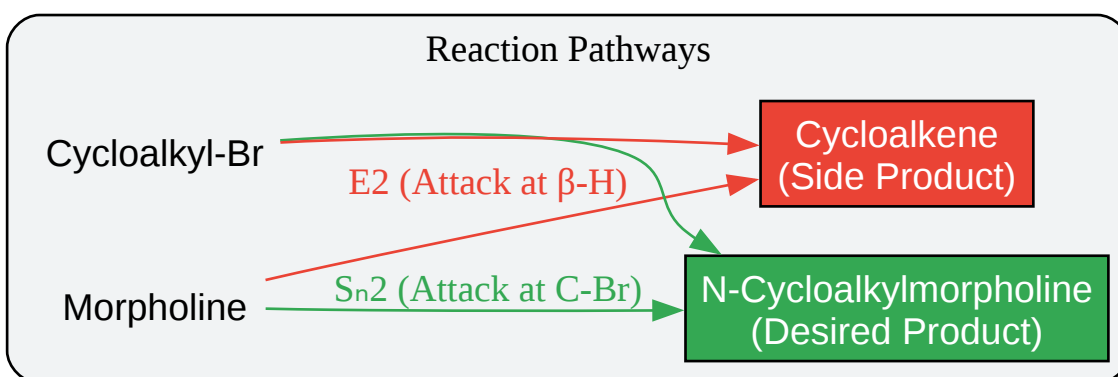 Reaction Pathways
Cycloalkyl-Br
Cycloalkene
(Side Product)
E2 (Attack at β-H)
Morpholine
Sₙ2 (Attack at C-Br)
N-Cycloalkylmorpholine
(Desired Product)